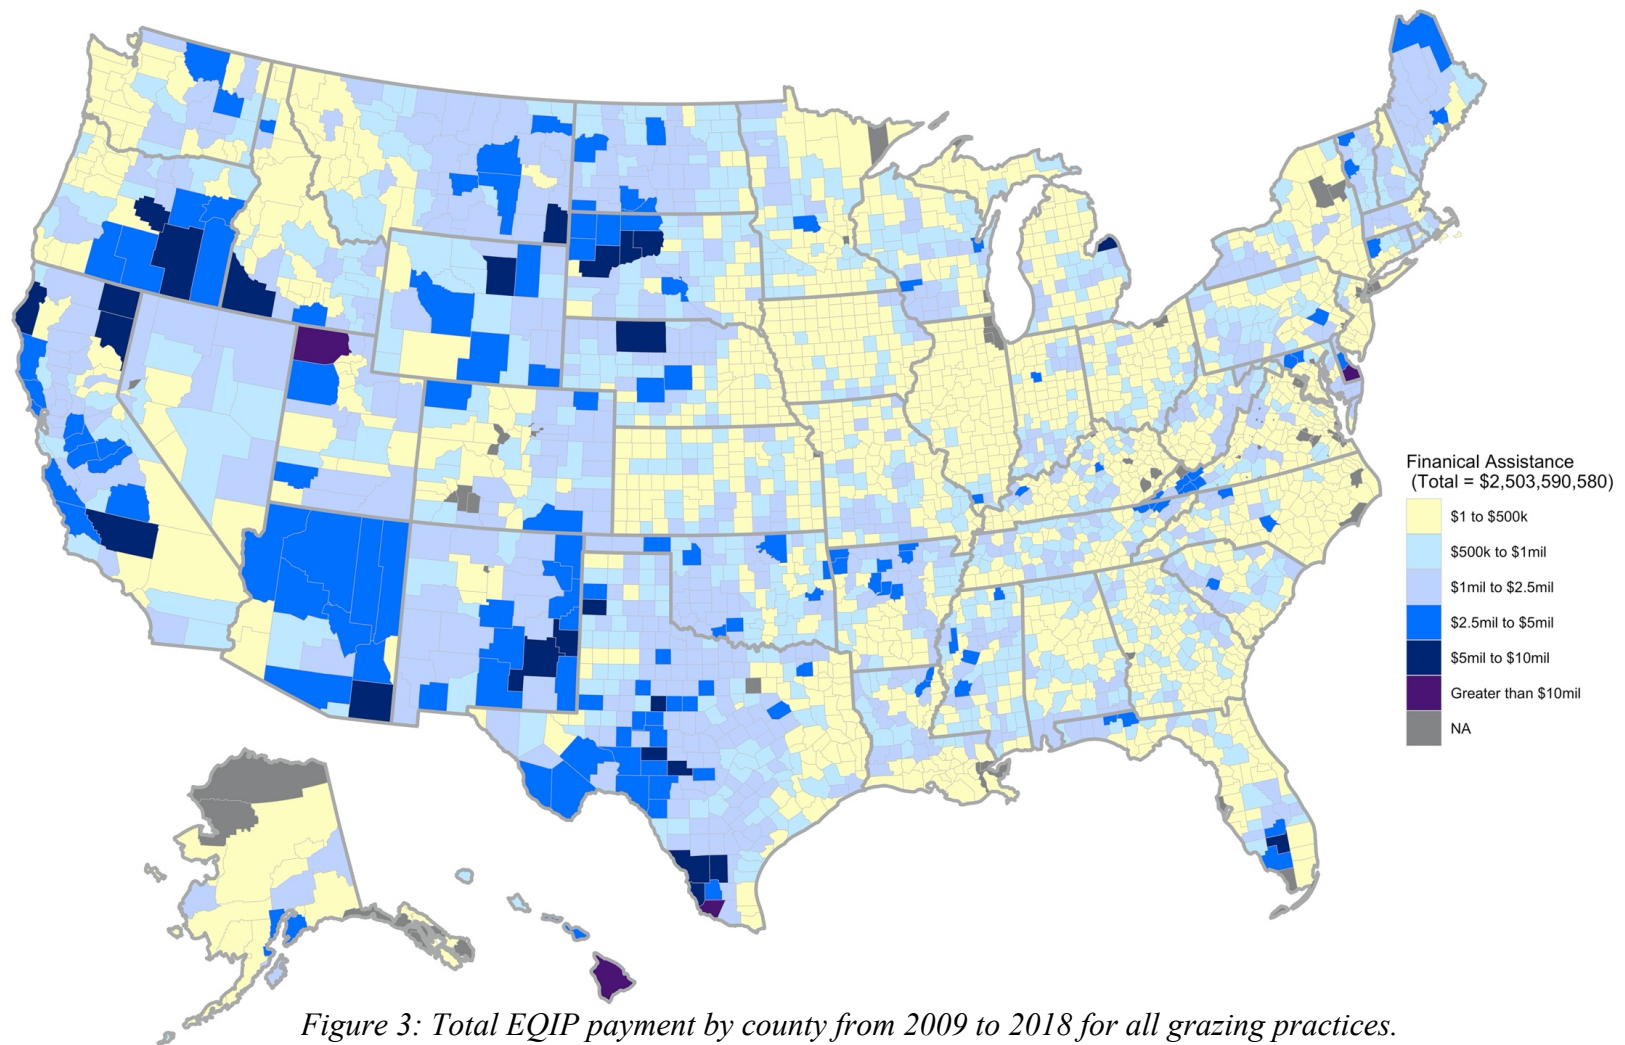 Finanical Assistance
(Total = $2,503,590,580)
$1 to $500k
$500k to $1mil
$1mil to $2.5mil
$2.5mil to $5mil
$5mil to $10mil
Greater than $10mil
NA
Figure 3: Total EQIP payment by county from 2009 to 2018 for all grazing practices.